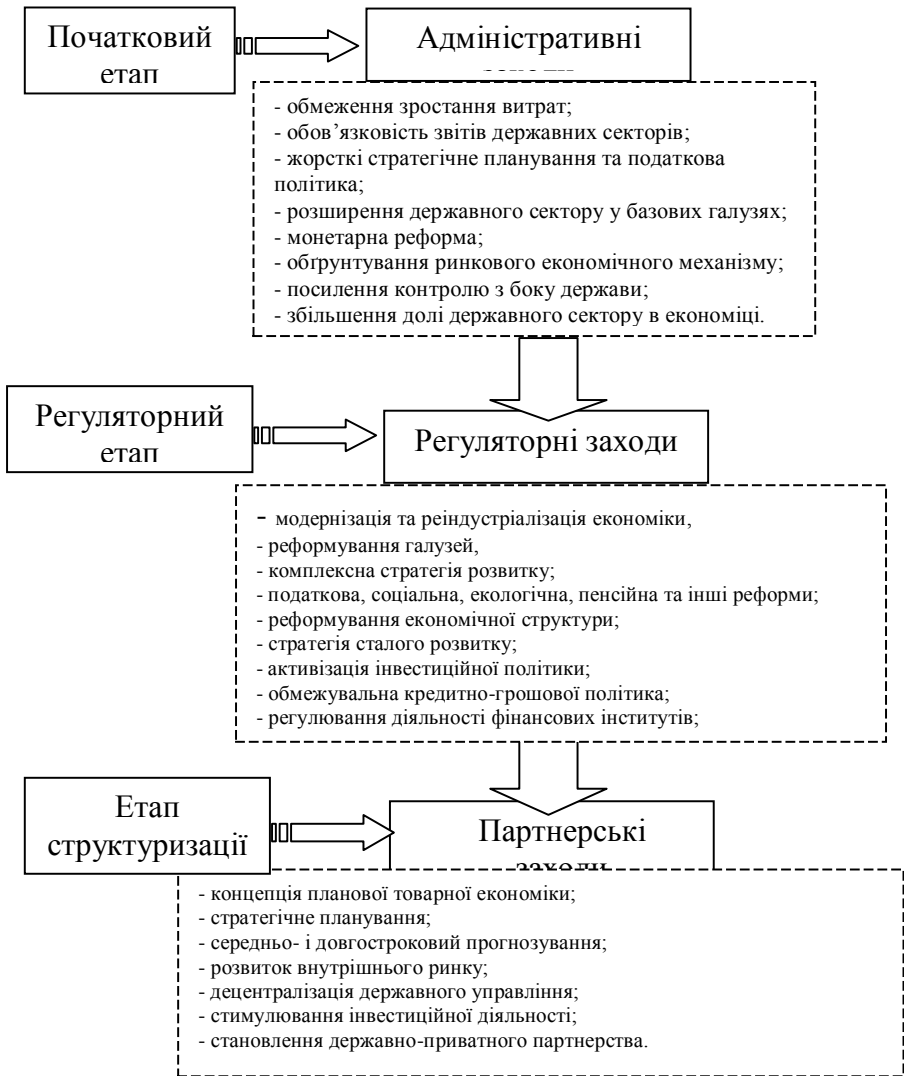 Початковий
етап
Адміністративні
- обмеження зростання витрат;
- обов’язковість звітів державних секторів;
- жорсткі стратегічне планування та податкова
політика;
- розширення державного сектору у базових галузях;
- монетарна реформа;
- обґрунтування ринкового економічного механізму;
- посилення контролю з боку держави;
- збільшення долі державного сектору в економіці.
Регуляторний
етап
Регуляторні заходи
- модернізація та реіндустріалізація економіки,
- реформування галузей,
- комплексна стратегія розвитку;
- податкова, соціальна, екологічна, пенсійна та інші реформи;
- реформування економічної структури;
- стратегія сталого розвитку;
- активізація інвестиційної політики;
- обмежувальна кредитно-грошової політика;
- регулювання діяльності фінансових інститутів;
Етап
структуризації
Партнерські
заходи
- концепція планової товарної економіки;
- стратегічне планування;
- середньо- і довгостроковий прогнозування;
- розвиток внутрішнього ринку;
- децентралізація державного управління;
- стимулювання інвестиційної діяльності;
- становлення державно-приватного партнерства.